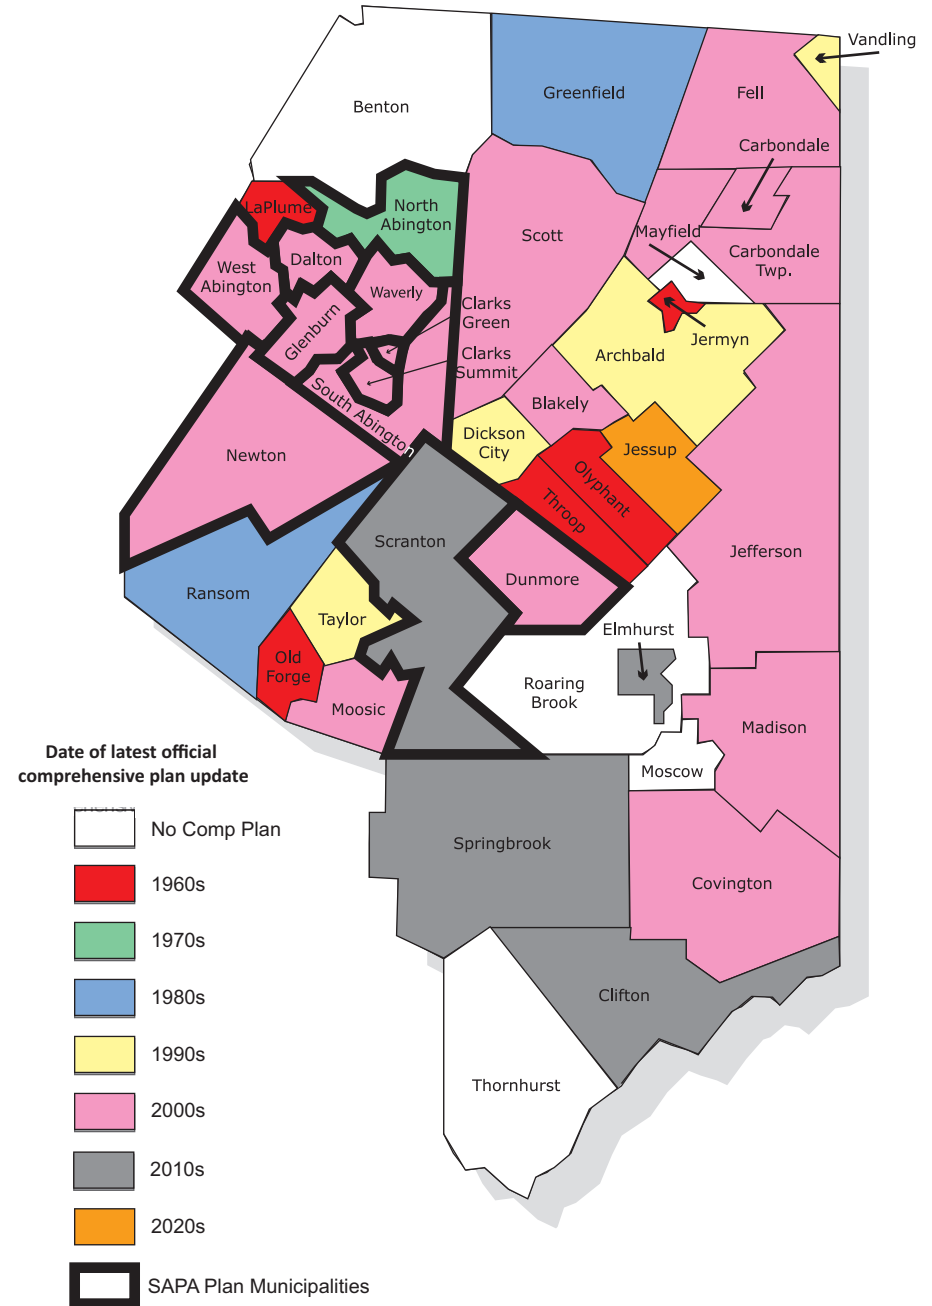 Vandling
Benton
Greenfield
Fell
Carbondale
LaPlume
North
Abington
Scott
Mayfield
Carbondale
Twp.
West
Abington
Dalton
Waverly
Clarks
Green
Glenburn
Jermyn
Archbald
Clarks
Summit
South Abington
Blakely
Dickson
City
Newton
Jessup
Olyphant
Throop
Scranton
Jefferson
Dunmore
Ransom
Taylor
Elmhurst
Old
Forge
Roaring
Brook
Moosic
Madison
Moscow
Springbrook
Covington
Clifton
Thornhurst
Date of latest official
comprehensive plan update
No Comp Plan
1960s
1970s
1980s
1990s
2000s
2010s
2020s
SAPA Plan Municipalities